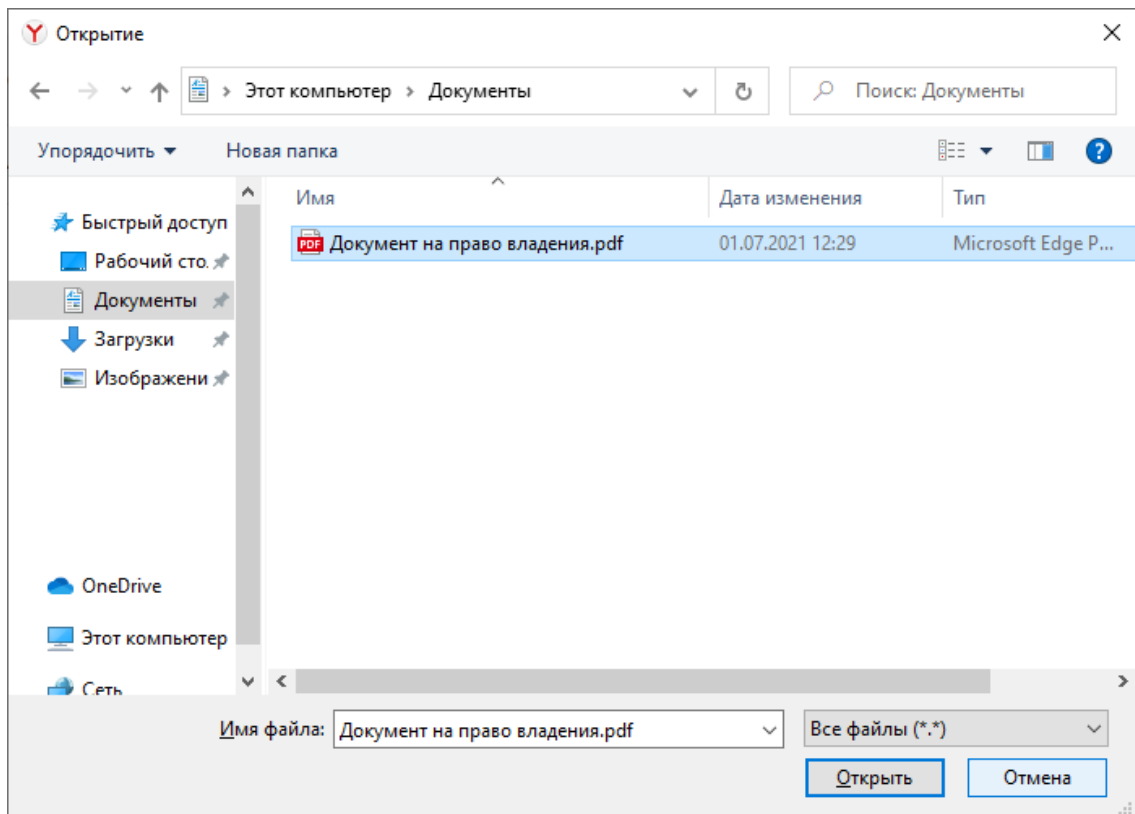 Открытие
Этот компьютер > Документы
Поиск: Документы
Упорядочить
Новая папка
Имя
Дата изменения
Тип
Быстрый доступ
PDF Документ на право владения.pdf 01.07.2021 12:29 Microsoft Edge P...
Рабочий сто.
Документы
Загрузки
Изображени
OneDrive
Этот компьютер
Сеть
Имя файла: Документ на право владения.pdf
Все файлы (*.*)
Открыть
Отмена